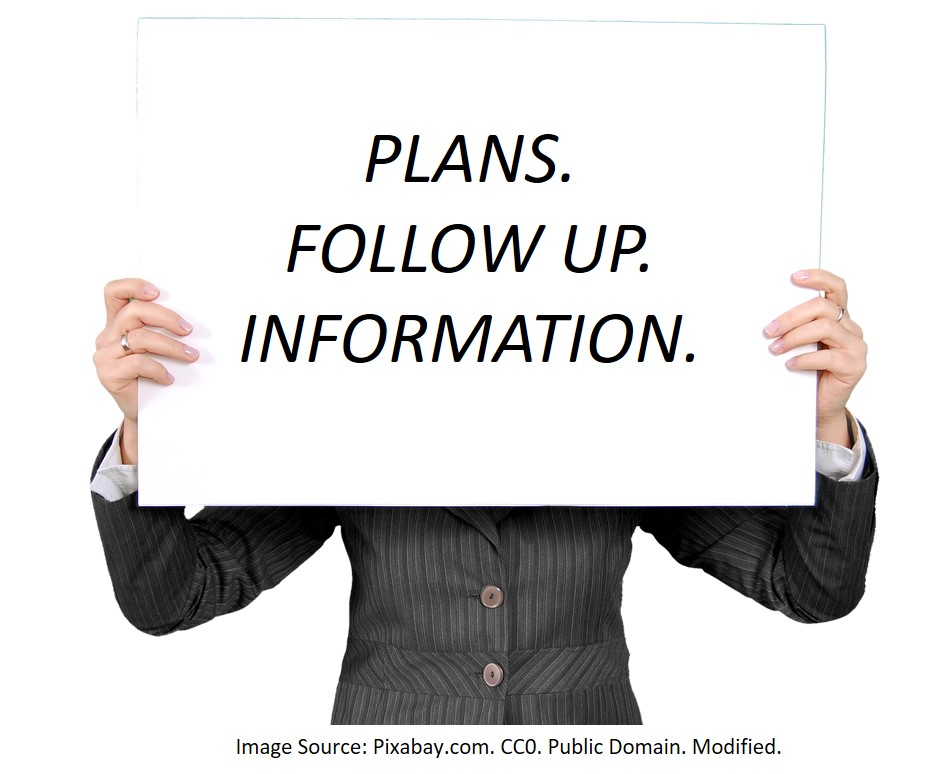 PLANS.
FOLLOW UP.
INFORMATION.
Image Source: Pixabay.com. CC0. Public Domain. Modified.